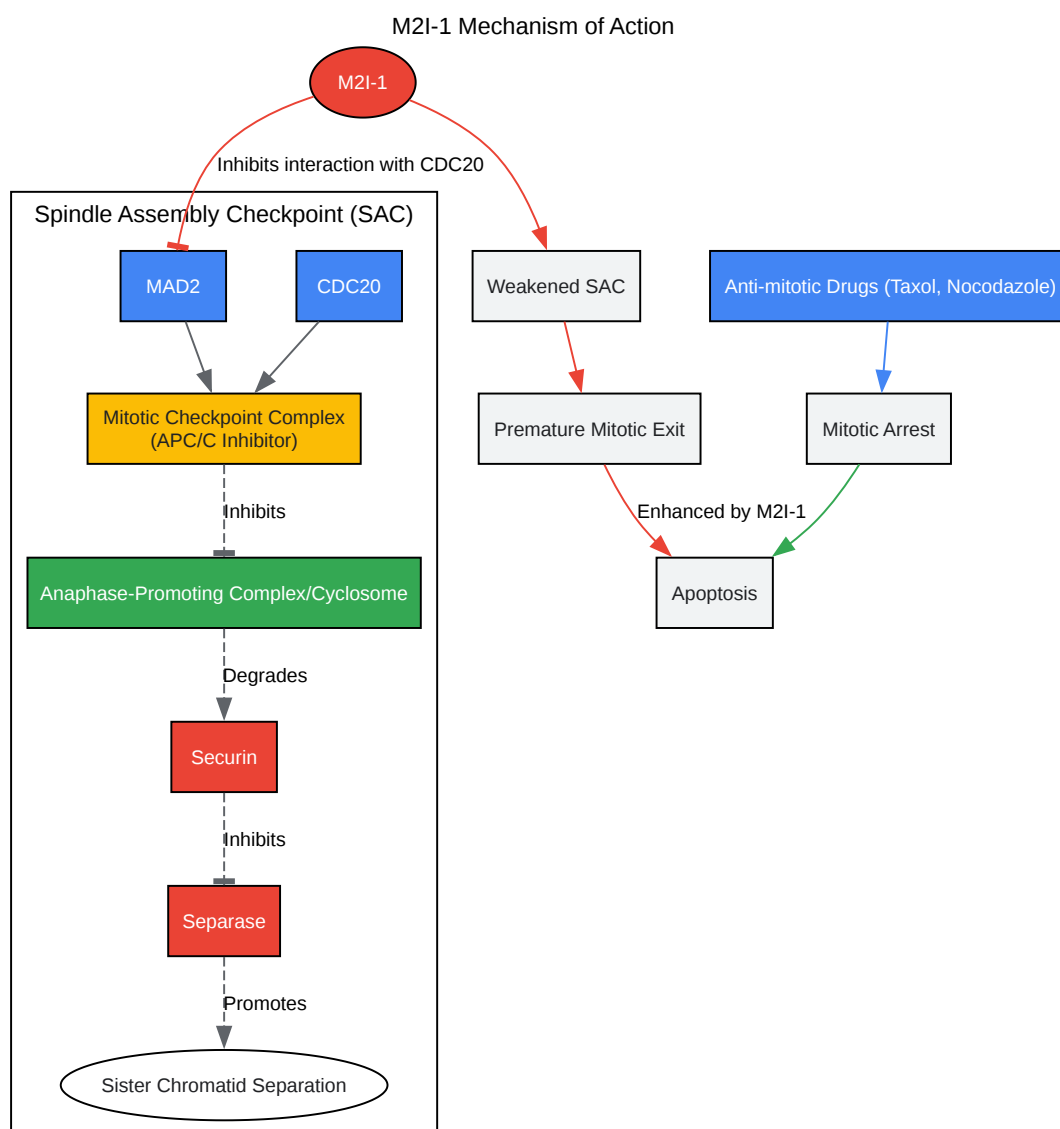 M2I-1 Mechanism of Action
M2I-1
Inhibits interaction with CDC20
Spindle Assembly Checkpoint (SAC)
MAD2
CDC20
Weakened SAC
Anti-mitotic Drugs (Taxol, Nocodazole)
Mitotic Checkpoint Complex
(APC/C Inhibitor)
Premature Mitotic Exit
Mitotic Arrest
Inhibits
Enhanced by M2I-1
Anaphase-Promoting Complex/Cyclosome
Apoptosis
Degrades
Securin
Inhibits
Separase
Promotes
Sister Chromatid Separation